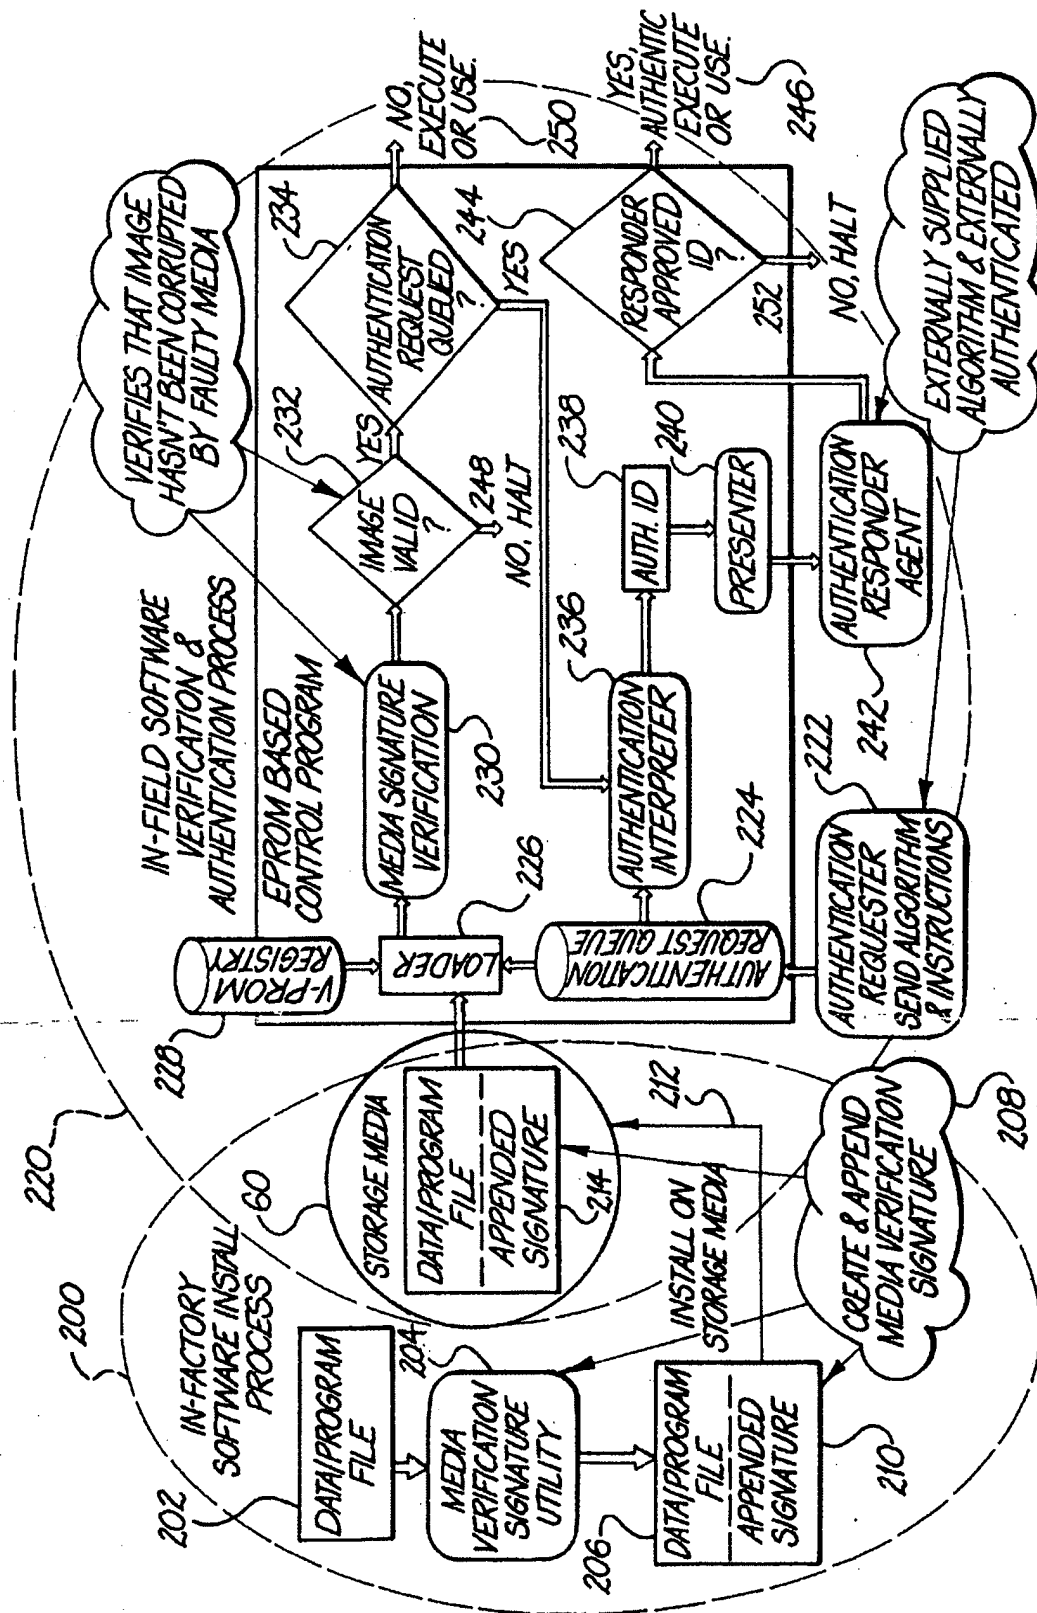 200
IN-FACTORY
SOFTWARE INSTALL
PROCESS
202
DATA/PROGRAM
FILE
204
MEDIA
VERIFICATION
SIGNATURE
UTILITY
206
DATA/PROGRAM
FILE
APPENDED
SIGNATURE
210
INSTALL ON
STORAGE MEDIA
212
CREATE & APPEND
MEDIA VERIFICATION
SIGNATURE
208
60
STORAGE MEDIA
DATA/PROGRAM
FILE
APPENDED
SIGNATURE
214
220
IN-FIELD SOFTWARE
VERIFICATION &
AUTHENTICATION PROCESS
228
V-PROM
REGISTRY
EPROM BASED
CONTROL PROGRAM
LOADER
226
AUTHENTICATION
REQUEST QUEUE
224
AUTHENTICATION
REQUESTER
SEND ALGORITHM
& INSTRUCTIONS
222
MEDIA SIGNATURE
VERIFICATION
230
AUTHENTICATION
INTERPRETER
236
VERIFIES THAT IMAGE
HASN'T BEEN CORRUPTED
BY FAULTY MEDIA
232
IMAGE
VALID
?
YES
248
NO, HALT
234
AUTHENTICATION
REQUEST
QUEUED
?
YES
NO,
EXECUTE
OR USE.
250
AUTH. ID
238
PRESENTER
240
AUTHENTICATION
RESPONDER
AGENT
242
244
RESPONDER
APPROVED
ID
?
252
NO, HALT
YES,
AUTHENTIC
EXECUTE
OR USE.
246
EXTERNALLY SUPPLIED
ALGORITHM & EXTERNALLY
AUTHENTICATED